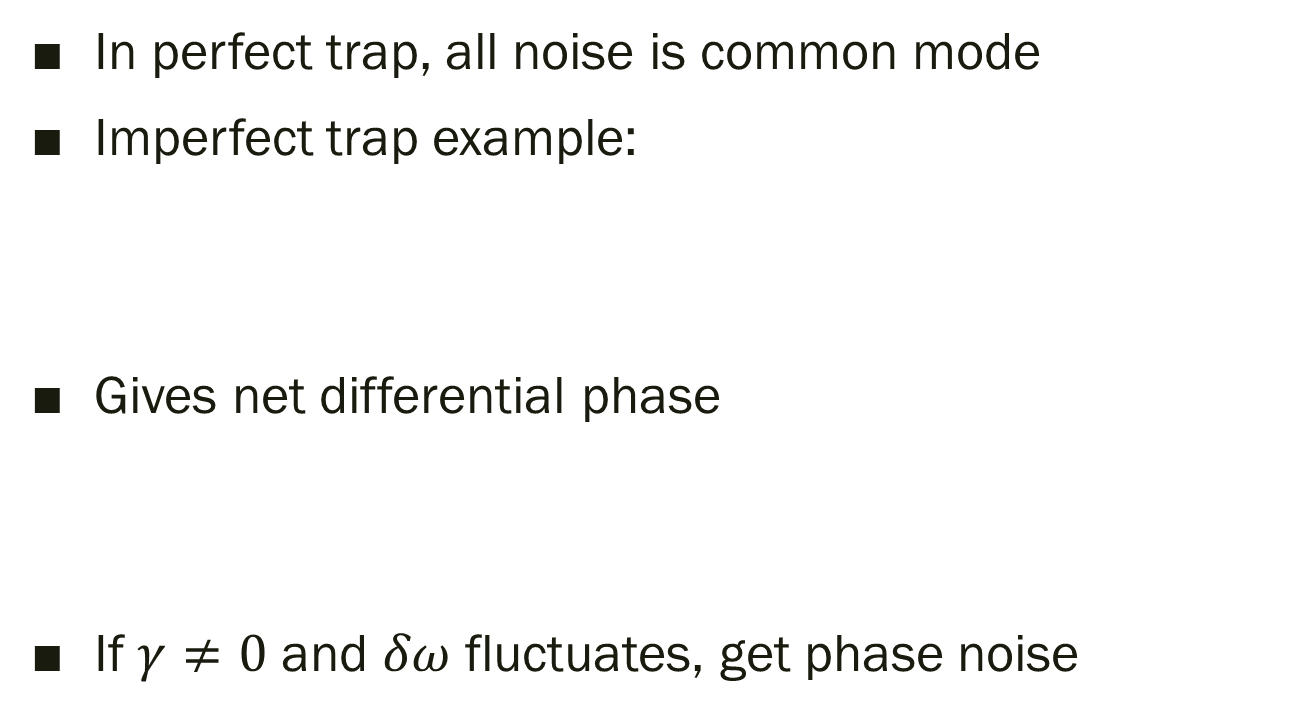 ▪ In perfect trap, all noise is common mode
▪ Imperfect trap example:
▪ Gives net differential phase
▪ If 𝛾 ≠ 0 and 𝛿𝜔 fluctuates, get phase noise